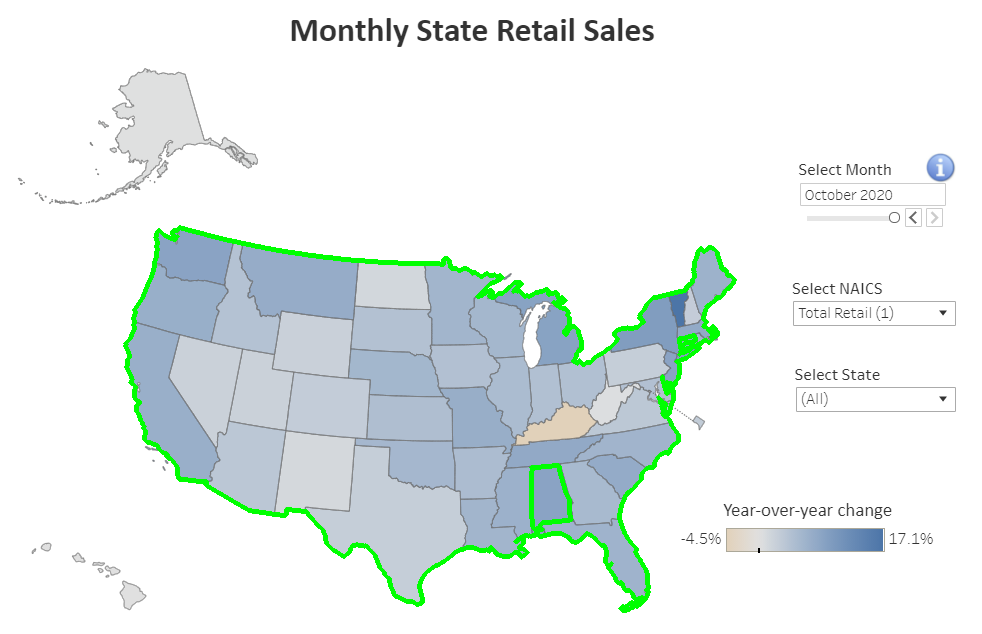 Monthly State Retail Sales
Select Month
i
October 2020
Select NAICS
Total Retail (1)
Select State
(All)
Year-over-year change
-4.5% 17.1%